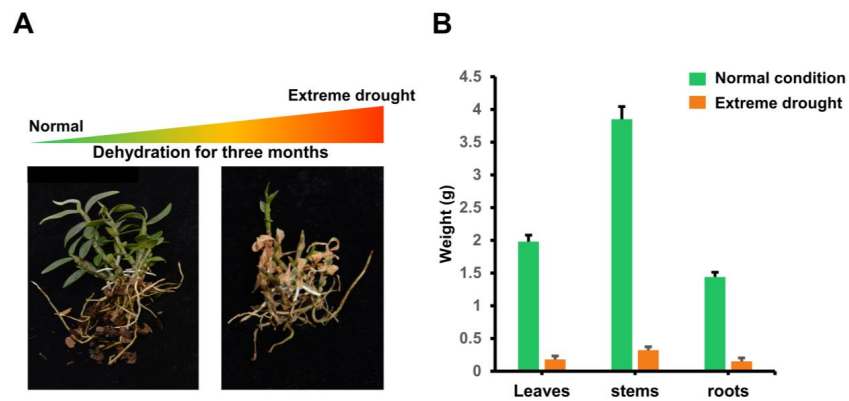 A
Extreme drought
Normal
Dehydration for three months
B
Normal condition
Extreme drought
Weight (g)
4.5
4
3.5
3
2.5
2
1.5
1
0.5
0
Leaves stems roots